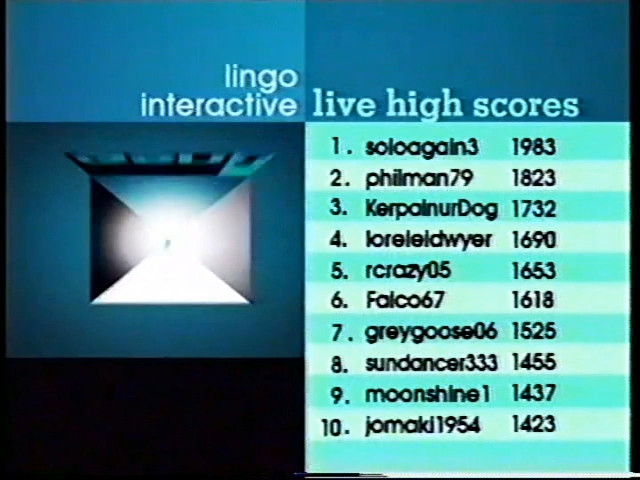 lingo
interactive
live high scores
1. soloagain3 1983
2. philman79 1823
3. KerpalnurDog 1732
4. loreleidwyer 1690
5. rcrazy05 1653
6. Falco67 1618
7. greygoose06 1525
8. sundancer333 1455
9. moonshine1 1437
10. jomaki1954 1423